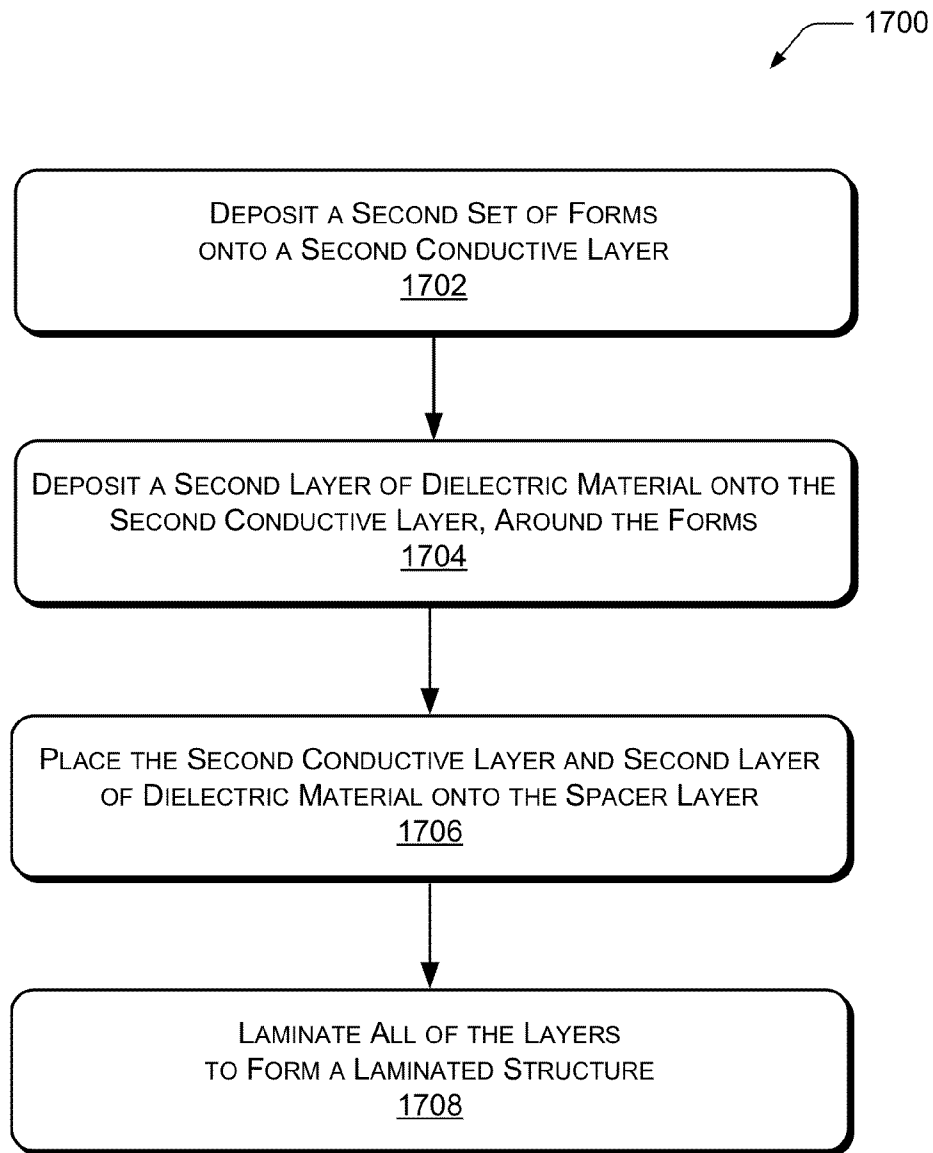 1700
DEPOSIT A SECOND SET OF FORMS
ONTO A SECOND CONDUCTIVE LAYER
1702
DEPOSIT A SECOND LAYER OF DIELECTRIC MATERIAL ONTO THE
SECOND CONDUCTIVE LAYER, AROUND THE FORMS
1704
PLACE THE SECOND CONDUCTIVE LAYER AND SECOND LAYER
OF DIELECTRIC MATERIAL ONTO THE SPACER LAYER
1706
LAMINATE ALL OF THE LAYERS
TO FORM A LAMINATED STRUCTURE
1708